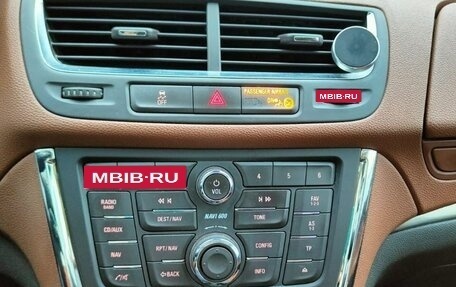 OFF
PASSENGER AIRBAG
MBIB-RU
MBIB-RU
VOL
4 5 6
RADIO
BAND
FAV
1-2-3
DEST/NAV
NAVI 600
TONE
CD/AUX
AS
1-2
NAV
RPT/NAV
CONFIG
TP
BACK
INFO